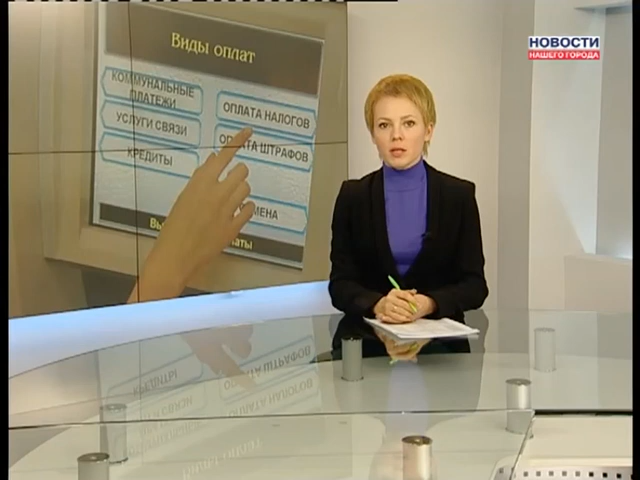 Виды оплат
КОММУНАЛЬНЫЕ
ПЛАТЕЖИ
УСЛУГИ СВЯЗИ
КРЕДИТЫ
ОПЛАТА НАЛОГОВ
ОПЛАТА ШТРАФОВ
НОВОСТИ
НАШЕГО ГОРОДА